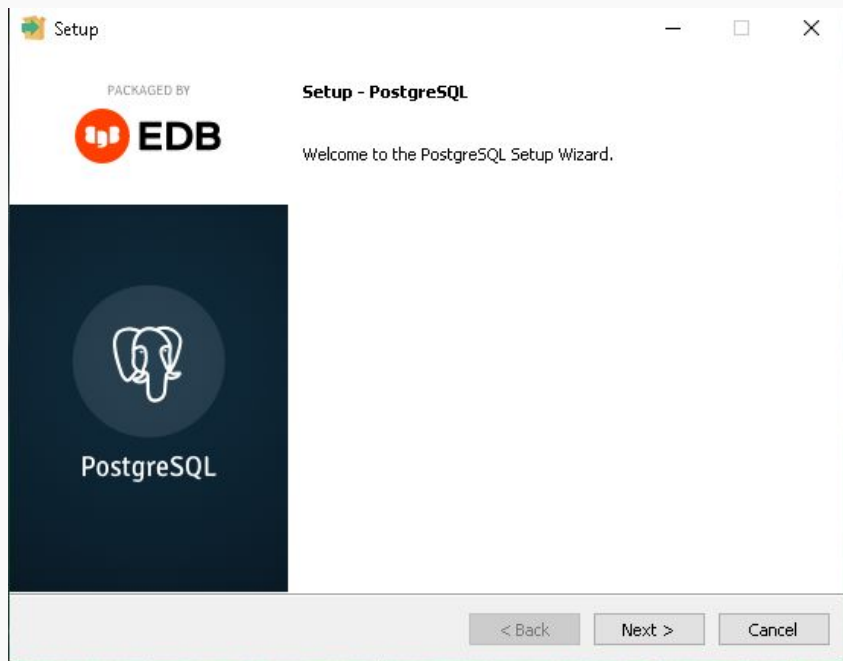 Setup
PACKAGED BY
EDB
Setup - PostgreSQL
Welcome to the PostgreSQL Setup Wizard.
PostgreSQL
< Back
Next >
Cancel